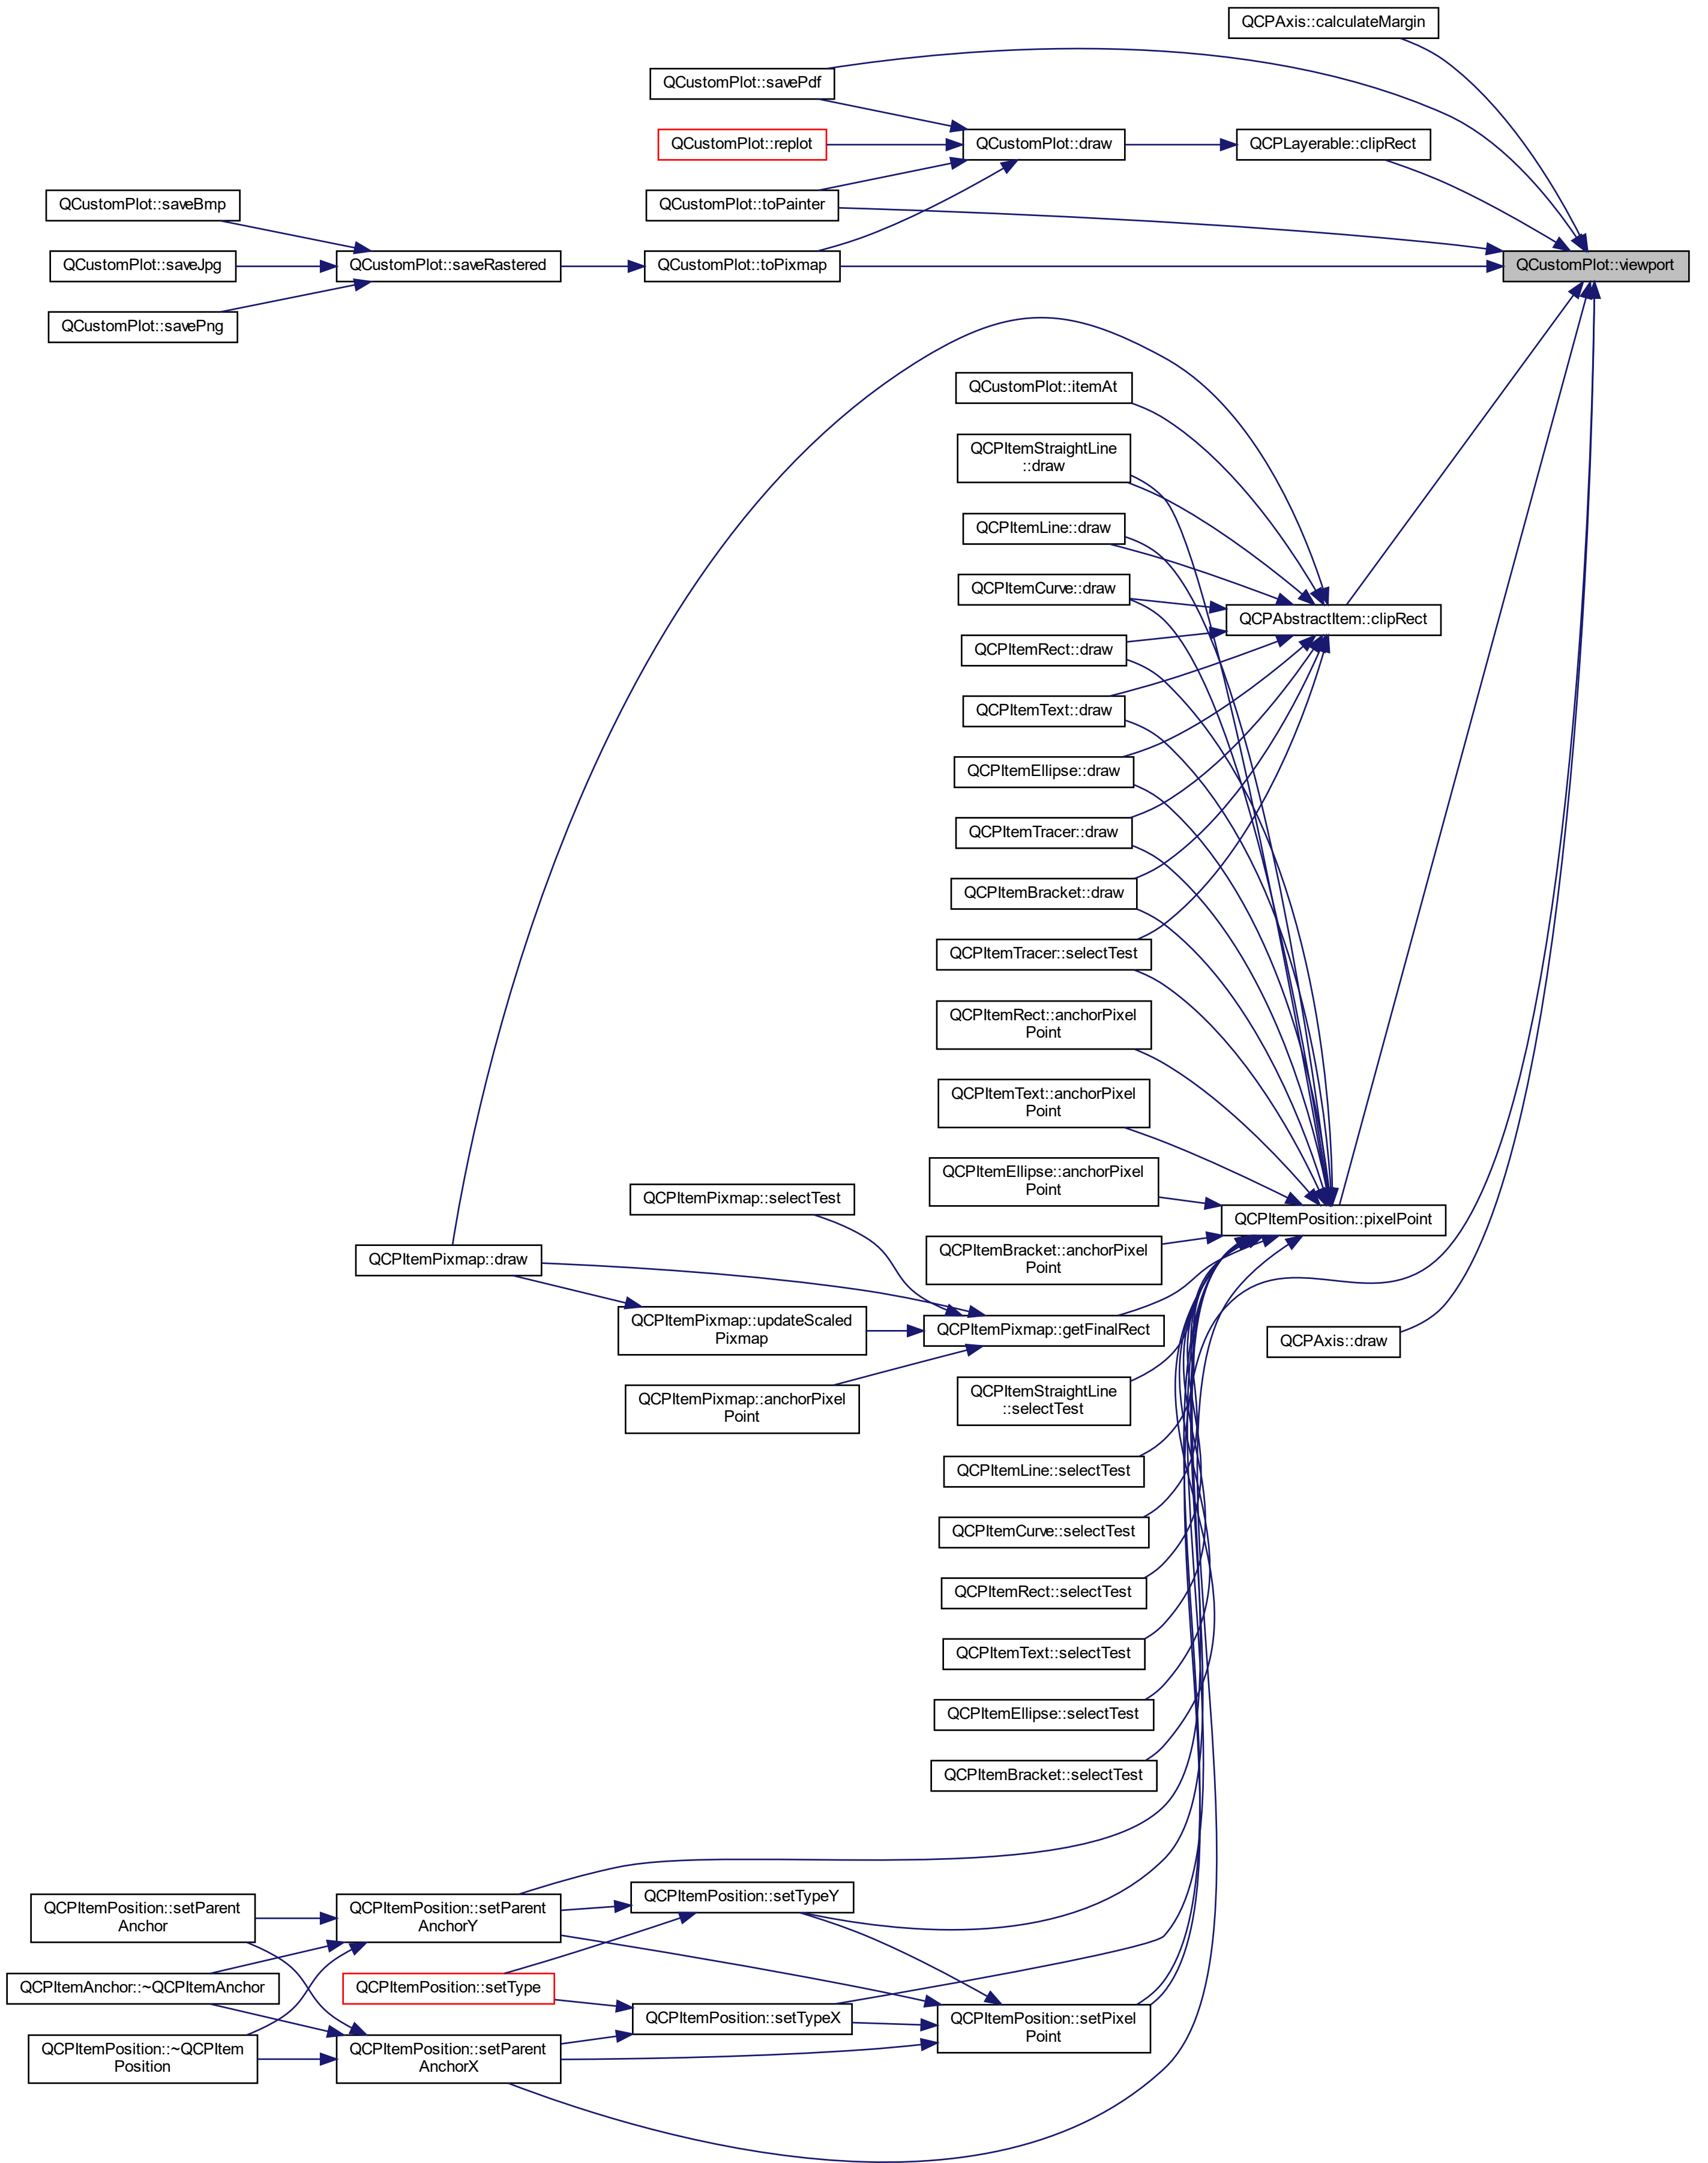 QCPAxis::calculateMargin
QCustomPlot::savePdf
QCustomPlot::replot
QCustomPlot::draw
QCPLayerable::clipRect
QCustomPlot::toPainter
QCustomPlot::saveBmp
QCustomPlot::saveJpg
QCustomPlot::saveRastered
QCustomPlot::toPixmap
QCustomPlot::viewport
QCustomPlot::savePng
QCustomPlot::itemAt
QCPItemStraightLine
::draw
QCPItemLine::draw
QCPItemCurve::draw
QCPAbstractItem::clipRect
QCPItemRect::draw
QCPItemText::draw
QCPItemEllipse::draw
QCPItemTracer::draw
QCPItemBracket::draw
QCPItemTracer::selectTest
QCPItemRect::anchorPixel
Point
QCPItemText::anchorPixel
Point
QCPItemEllipse::anchorPixel
Point
QCPItemPixmap::selectTest
QCPItemPosition::pixelPoint
QCPItemBracket::anchorPixel
Point
QCPItemPixmap::draw
QCPItemPixmap::updateScaled
Pixmap
QCPItemPixmap::getFinalRect
QCPAxis::draw
QCPItemPixmap::anchorPixel
Point
QCPItemStraightLine
::selectTest
QCPItemLine::selectTest
QCPItemCurve::selectTest
QCPItemRect::selectTest
QCPItemText::selectTest
QCPItemEllipse::selectTest
QCPItemBracket::selectTest
QCPItemPosition::setParent
Anchor
QCPItemPosition::setParent
AnchorY
QCPItemPosition::setTypeY
QCPItemAnchor::~QCPItemAnchor
QCPItemPosition::setType
QCPItemPosition::setTypeX
QCPItemPosition::setPixel
Point
QCPItemPosition::~QCPItem
Position
QCPItemPosition::setParent
AnchorX